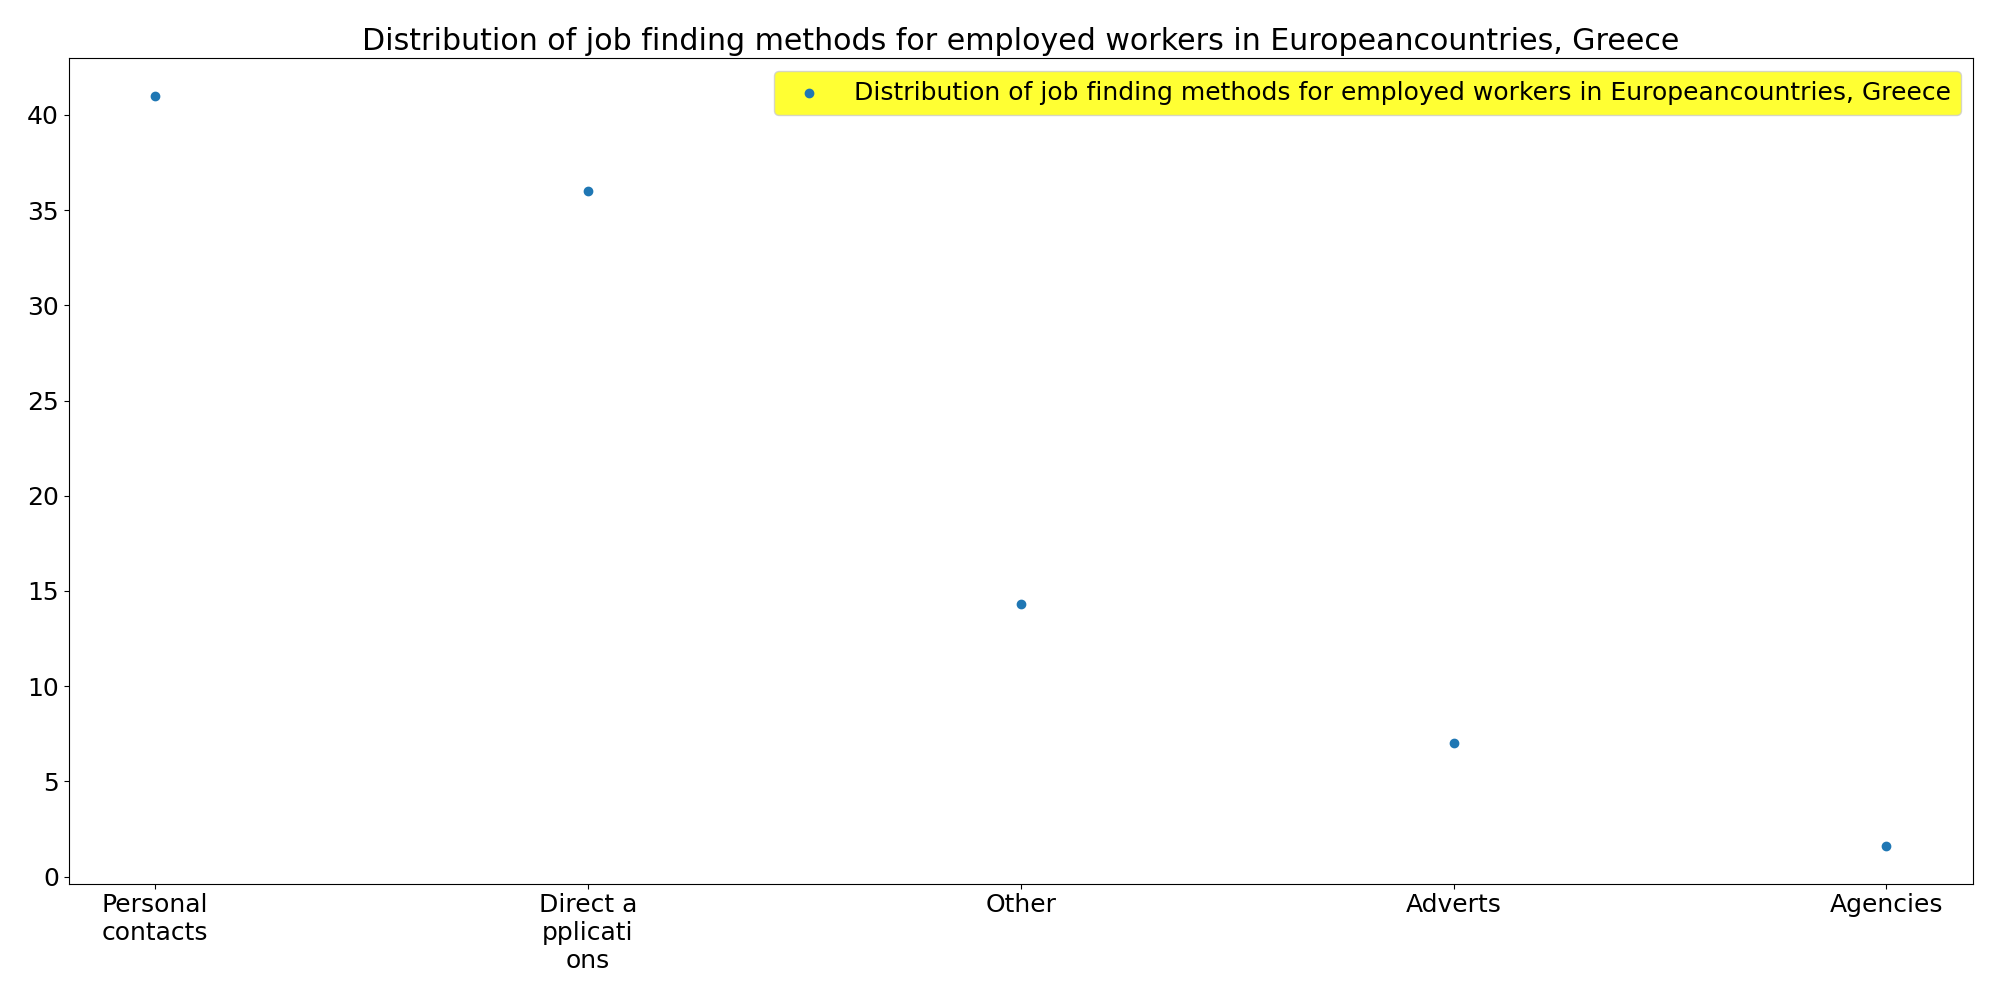 Distribution of job finding methods for employed workers in Europeancountries, Greece
Distribution of job finding methods for employed workers in Europeancountries, Greece
40
35
30
25
20
15
10
5
0
Personal
contacts
Direct a
pplicati
ons
Other
Adverts
Agencies